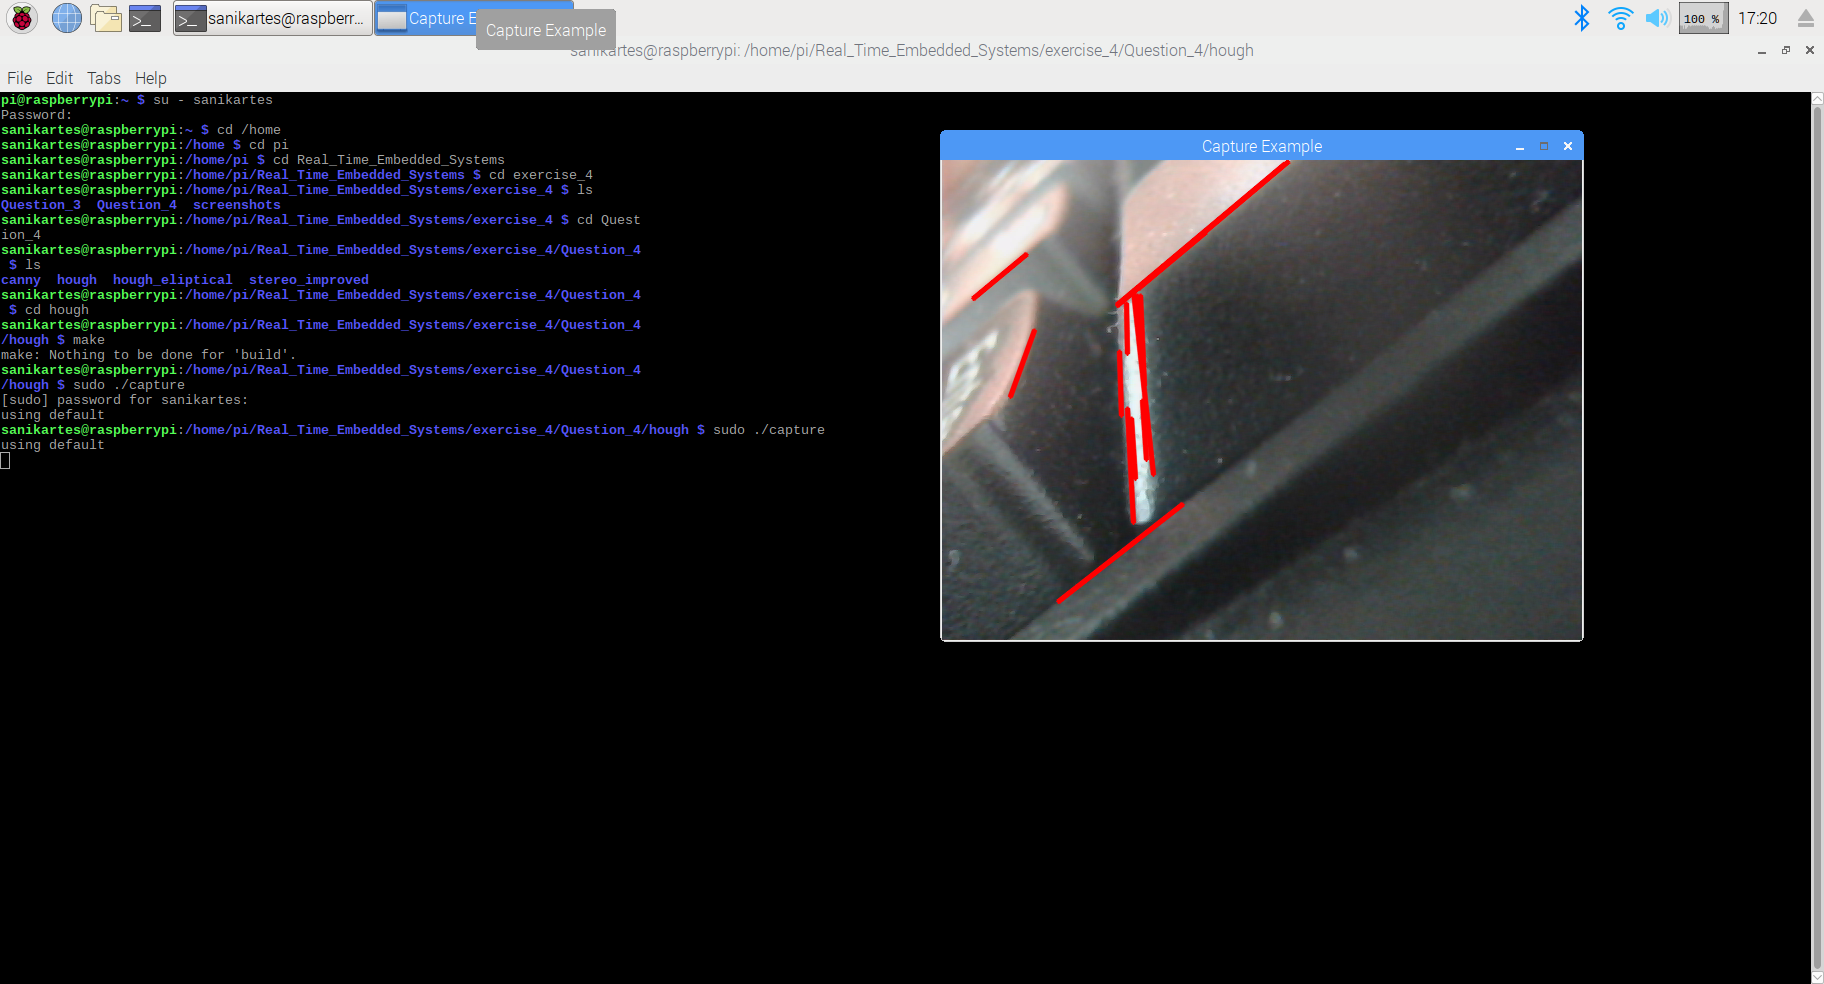 sanikartes@raspberr...
Capture E
Capture Example
100 %
17:20
sanikartes@raspberrypi: /home/pi/Real_Time_Embedded_Systems/exercise_4/Question_4/hough
File Edit Tabs Help
pi@raspberrypi:~ $ su - sanikartes
Password:
sanikartes@raspberrypi:~ $ cd /home
sanikartes@raspberrypi:/home $ cd pi
sanikartes@raspberrypi:/home/pi $ cd Real_Time_Embedded_Systems
sanikartes@raspberrypi:/home/pi/Real_Time_Embedded_Systems $ cd exercise_4
sanikartes@raspberrypi:/home/pi/Real_Time_Embedded_Systems/exercise_4 $ ls
Question_3  Question_4  screenshots
sanikartes@raspberrypi:/home/pi/Real_Time_Embedded_Systems/exercise_4 $ cd Quest
ion_4
sanikartes@raspberrypi:/home/pi/Real_Time_Embedded_Systems/exercise_4/Question_4
 $ ls
canny  hough  hough_eliptical  stereo_improved
sanikartes@raspberrypi:/home/pi/Real_Time_Embedded_Systems/exercise_4/Question_4
 $ cd hough
sanikartes@raspberrypi:/home/pi/Real_Time_Embedded_Systems/exercise_4/Question_4
/hough $ make
make: Nothing to be done for 'build'.
sanikartes@raspberrypi:/home/pi/Real_Time_Embedded_Systems/exercise_4/Question_4
/hough $ sudo ./capture
[sudo] password for sanikartes:
using default
sanikartes@raspberrypi:/home/pi/Real_Time_Embedded_Systems/exercise_4/Question_4/hough $ sudo ./capture
using default
Capture Example